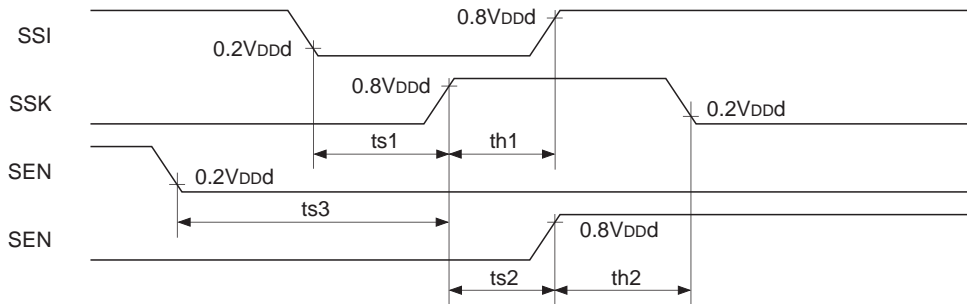 SSI
0.8VDDd
0.2VDDd
SSK
0.8VDDd
0.2VDDd
ts1
th1
SEN
0.2VDDd
ts3
SEN
0.8VDDd
ts2
th2